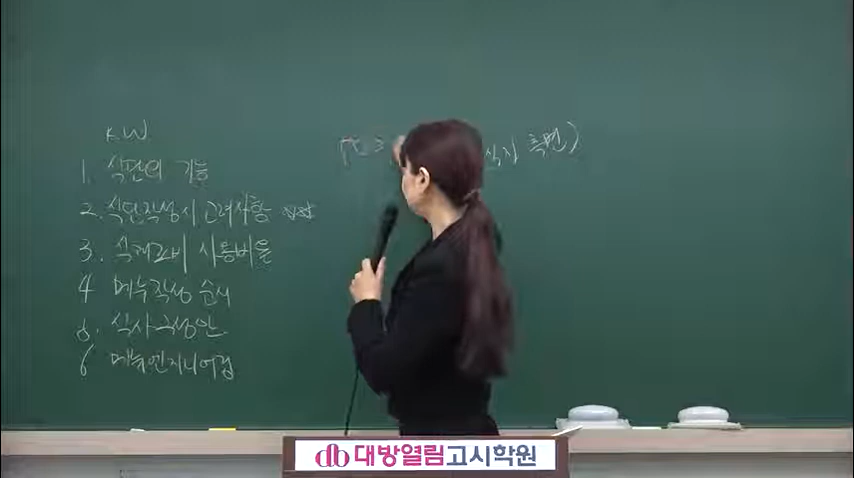 K.W
1. 식단의 기능
2. 식단작성시 고려사항
3. 식재료비 사용비율
4 메뉴작성 순서
5. 식사구성안
6 메뉴엔지니어링
측면)
대방열림고시학원